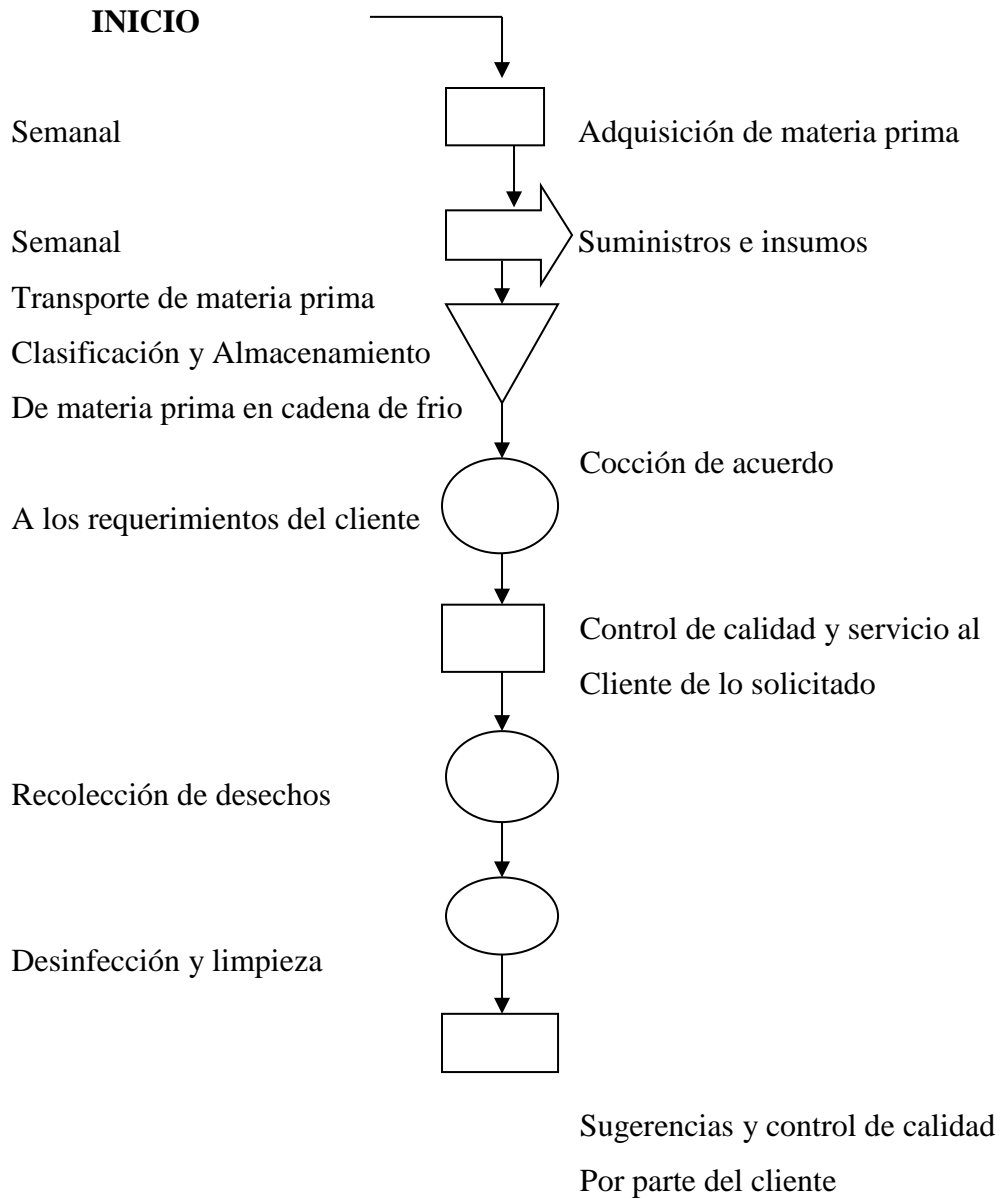 INICIO
Semanal
Adquisición de materia prima
Semanal
Suministros e insumos
Transporte de materia prima
Clasificación y Almacenamiento
De materia prima en cadena de frio
Cocción de acuerdo
A los requerimientos del cliente
Control de calidad y servicio al
Cliente de lo solicitado
Recolección de desechos
Desinfección y limpieza
Sugerencias y control de calidad
Por parte del cliente